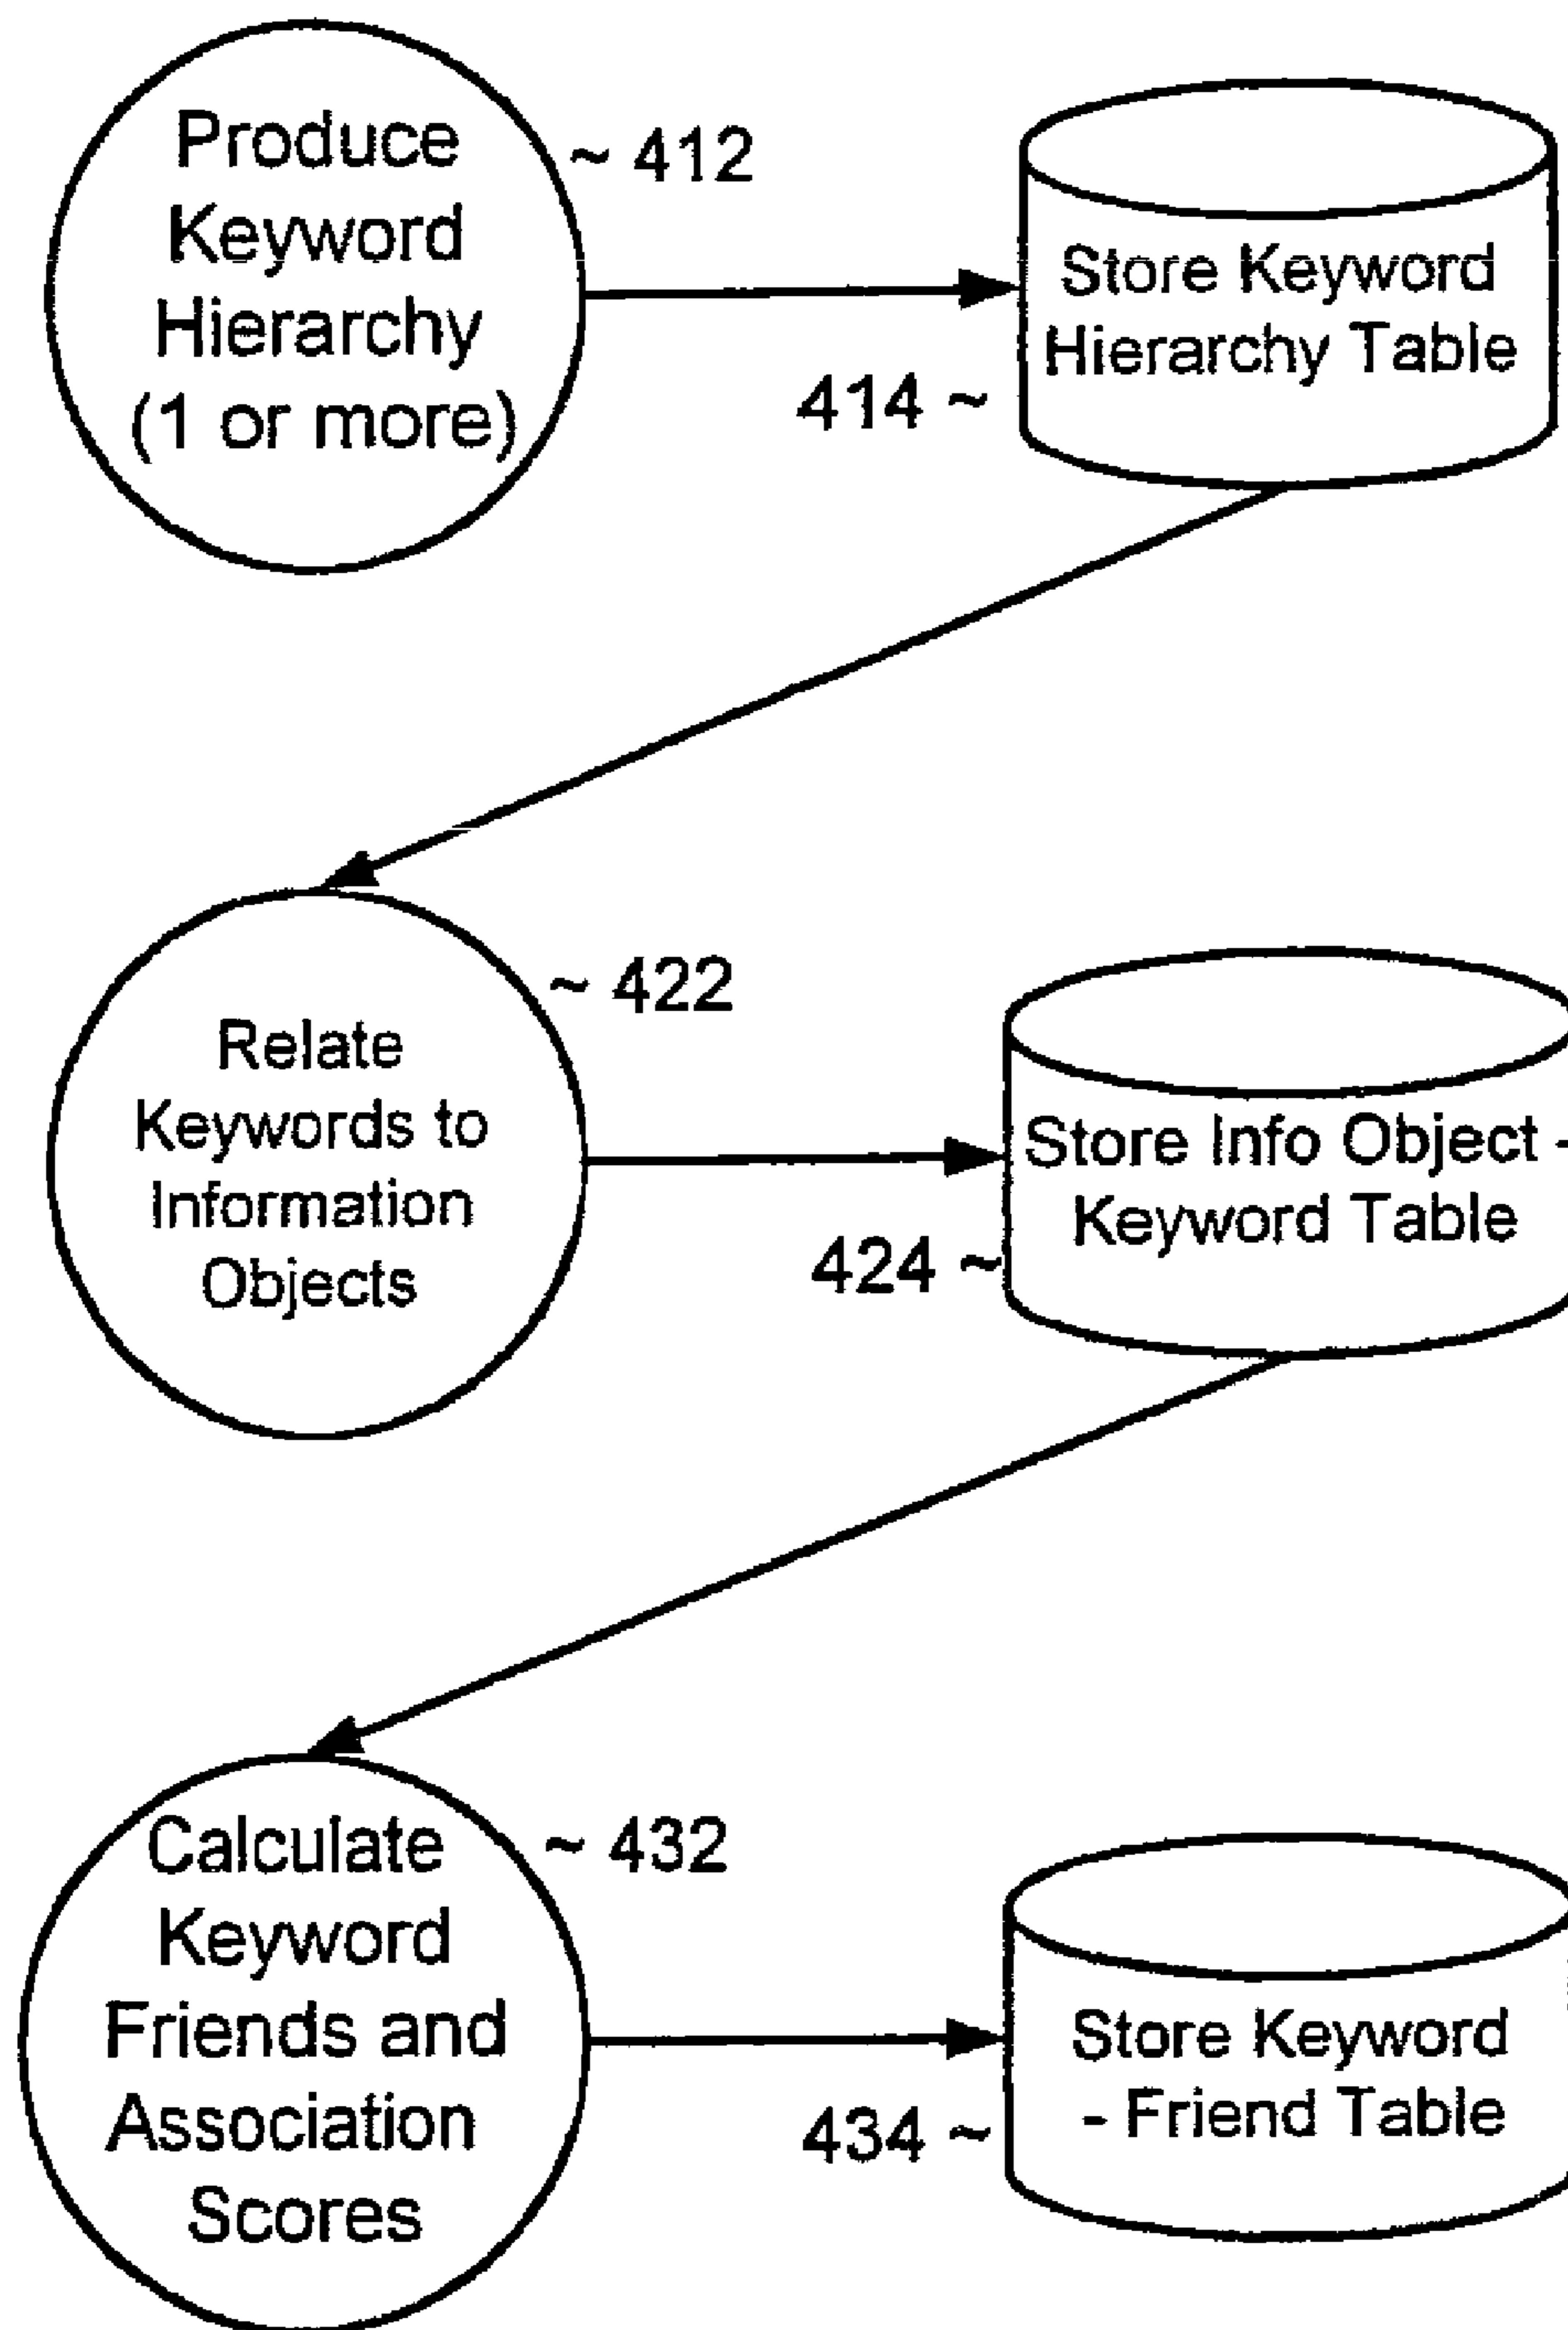 Produce
Keyword
Hierarchy
(1 or more)
~ 412
Store Keyword
Hierarchy Table
414 ~
Relate
Keywords to
Information
Objects
~ 422
Store Info Object -
Keyword Table
424 ~
Calculate
Keyword
Friends and
Association
Scores
~ 432
Store Keyword
- Friend Table
434 ~